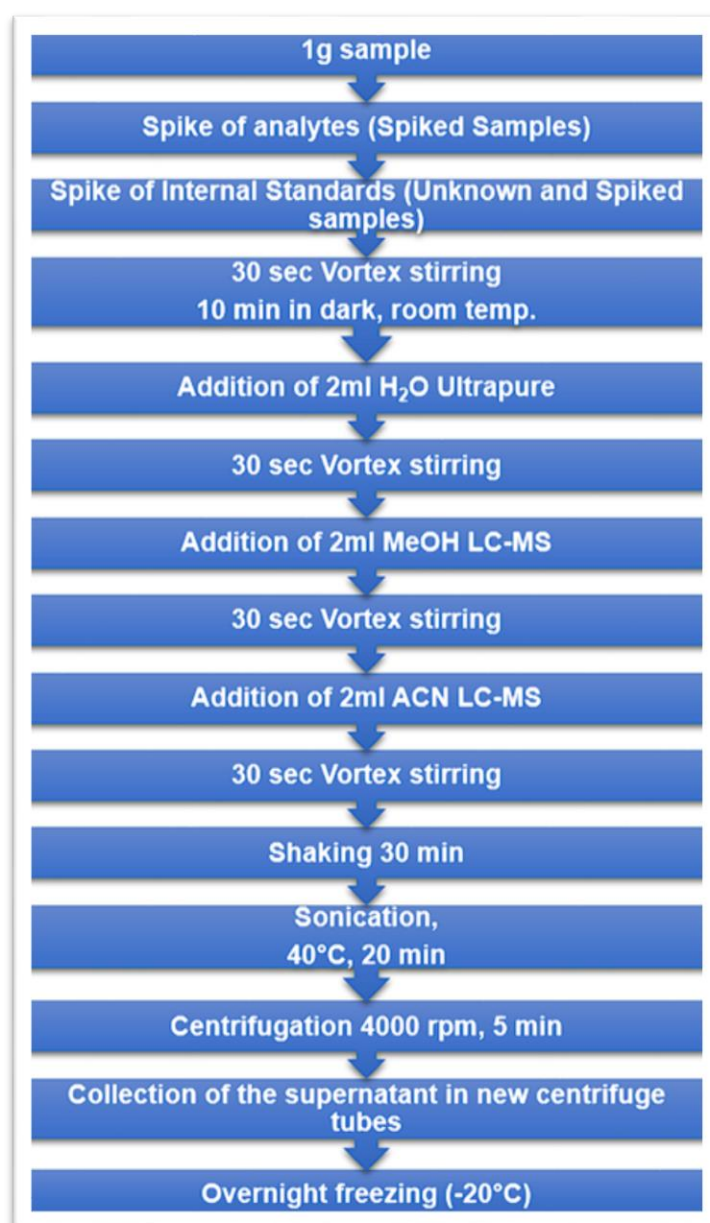 1g sample
Spike of analytes (Spiked Samples)
Spike of Internal Standards (Unknown and Spiked
samples)
30 sec Vortex stirring
10 min in dark, room temp.
Addition of 2ml H₂O Ultrapure
30 sec Vortex stirring
Addition of 2ml MeOH LC-MS
30 sec Vortex stirring
Addition of 2ml ACN LC-MS
30 sec Vortex stirring
Shaking 30 min
Sonication,
40°C, 20 min
Centrifugation 4000 rpm, 5 min
Collection of the supernatant in new centrifuge
tubes
Overnight freezing (-20°C)